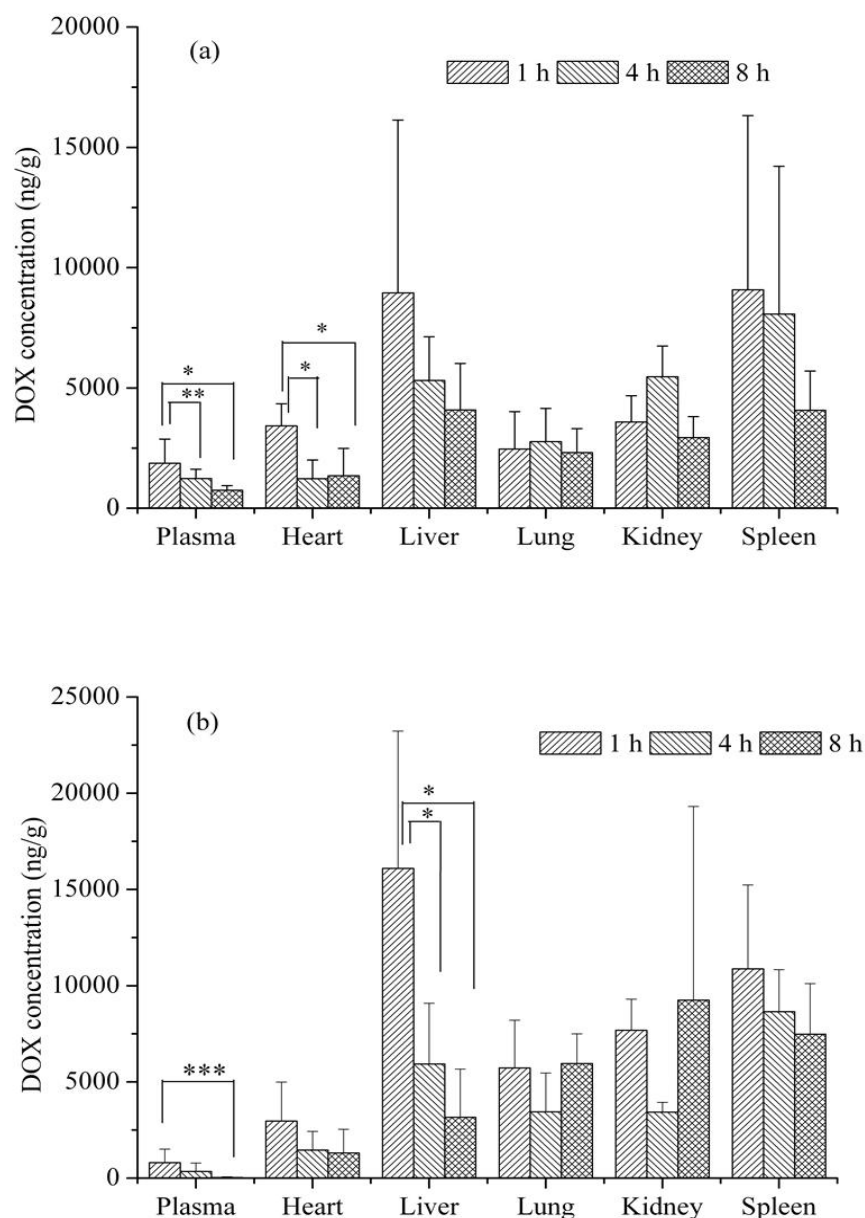 20000
(a)
1 h 4 h 8 h
15000
DOX concentration (ng/g)
10000
*
*
*
**
5000
0
Plasma Heart Liver Lung Kidney Spleen
25000
(b)
1 h 4 h 8 h
20000
DOX concentration (ng/g)
*
*
15000
10000
5000
***
0
Plasma Heart Liver Lung Kidney Spleen